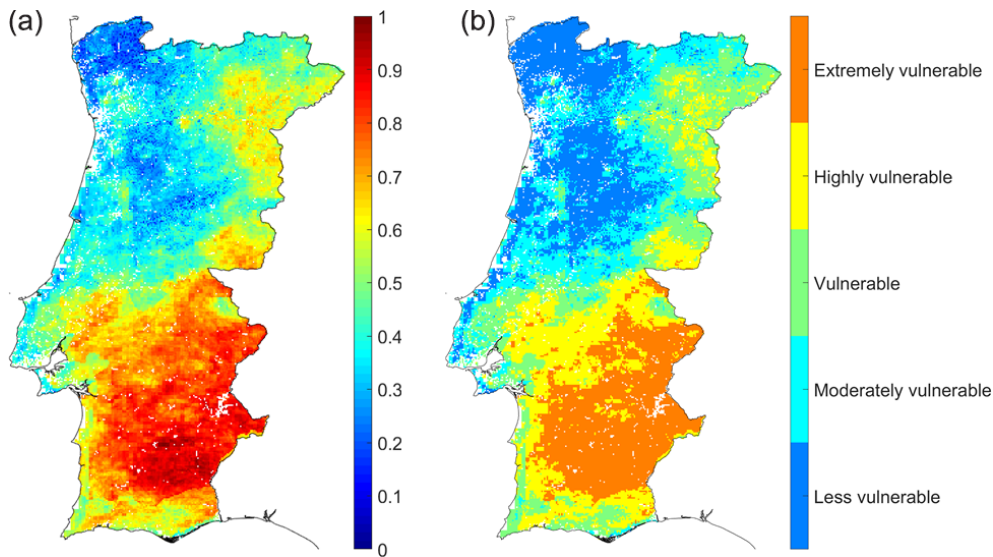 (a)
1
0.9
0.8
0.7
0.6
0.5
0.4
0.3
0.2
0.1
0
(b)
Extremely vulnerable
Highly vulnerable
Vulnerable
Moderately vulnerable
Less vulnerable